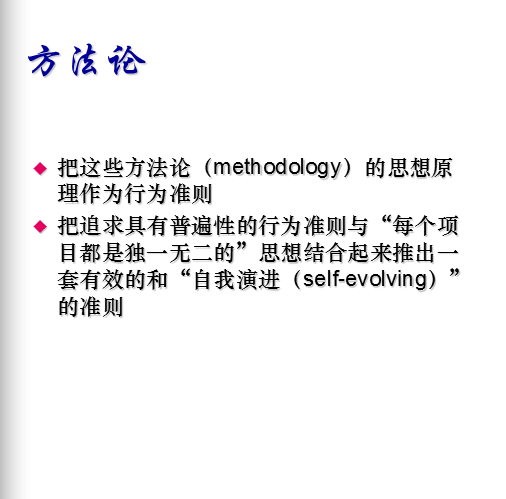 方法论
把这些方法论（methodology）的思想原
理作为行为准则
把追求具有普遍性的行为准则与“每个项
目都是独一无二的”思想结合起来推出一
套有效的和“自我演进（self-evolving）”
的准则